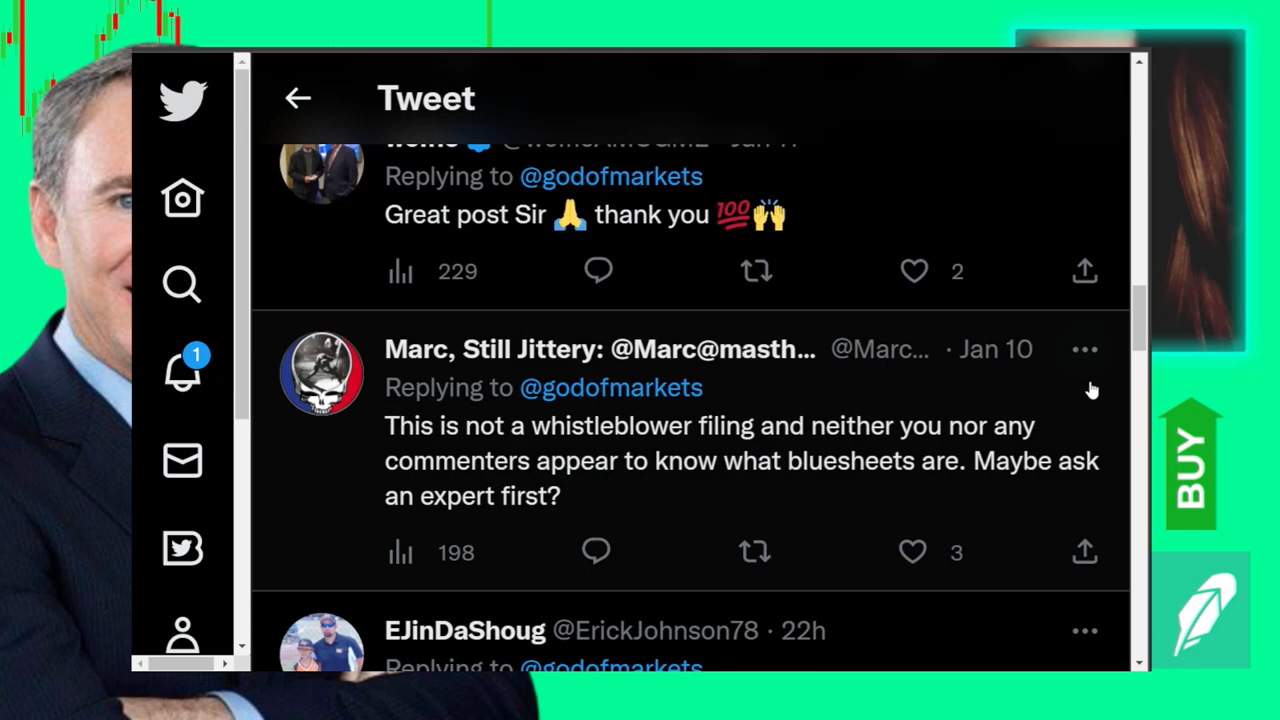 Tweet
Replying to @godofmarkets
Great post Sir 🙏 thank you 💯🙌
229
2
Marc, Still Jittery: @Marc@masth... @Marc... · Jan 10
Replying to @godofmarkets
This is not a whistleblower filing and neither you nor any
commenters appear to know what bluesheets are. Maybe ask
an expert first?
198
3
EJinDaShoug @ErickJohnson78 · 22h
Replying to @godofmarkets
1
BUY